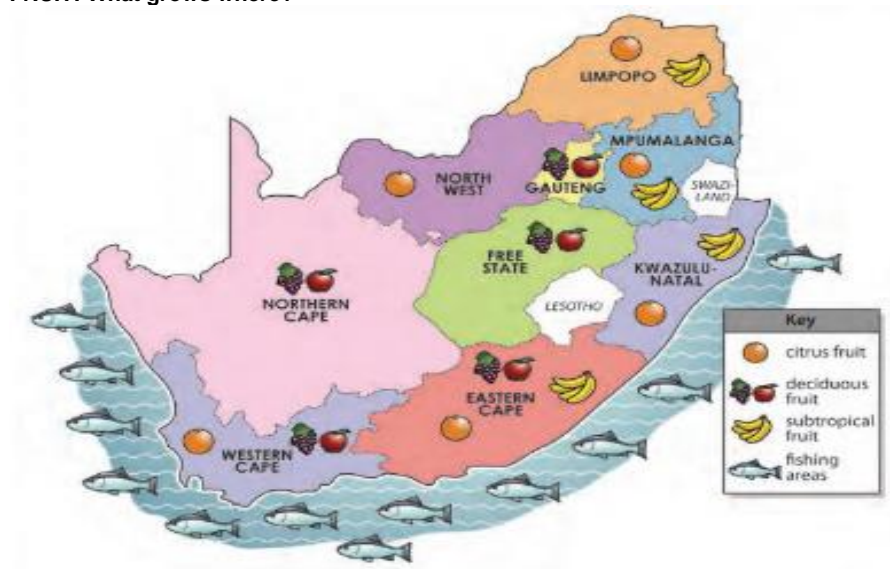 LIMPOPO
MPUMALANGA
NORTH
WEST
GAUTENG
SWAZI-
LAND
FREE
STATE
KWAZULU-
NATAL
NORTHERN
CAPE
LESOTHO
Key
citrus fruit
deciduous
fruit
subtropical
fruit
fishing
areas
EASTERN
CAPE
WESTERN
CAPE